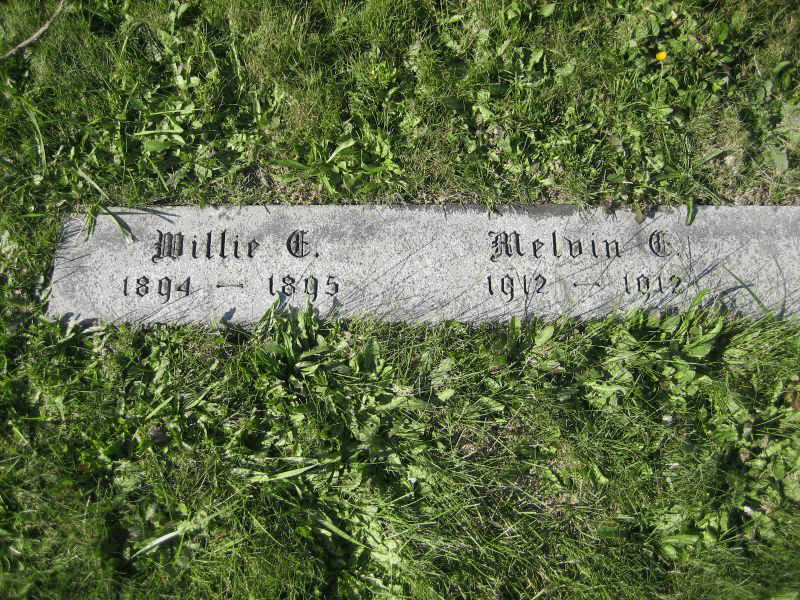 Willie E.
1894 – 1895
Melvin E.
1912 – 1912